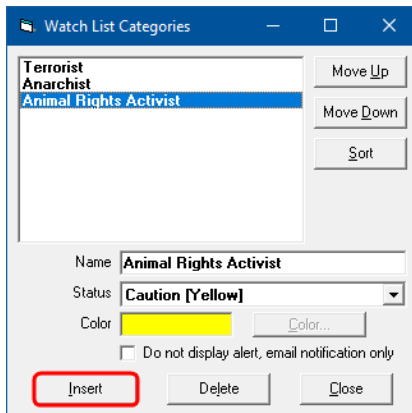 Watch List Categories
Terrorist
Anarchist
Animal Rights Activist
Move Up
Move Down
Sort
Name Animal Rights Activist
Status Caution [Yellow]
Color Color...
Do not display alert, email notification only
Insert Delete Close